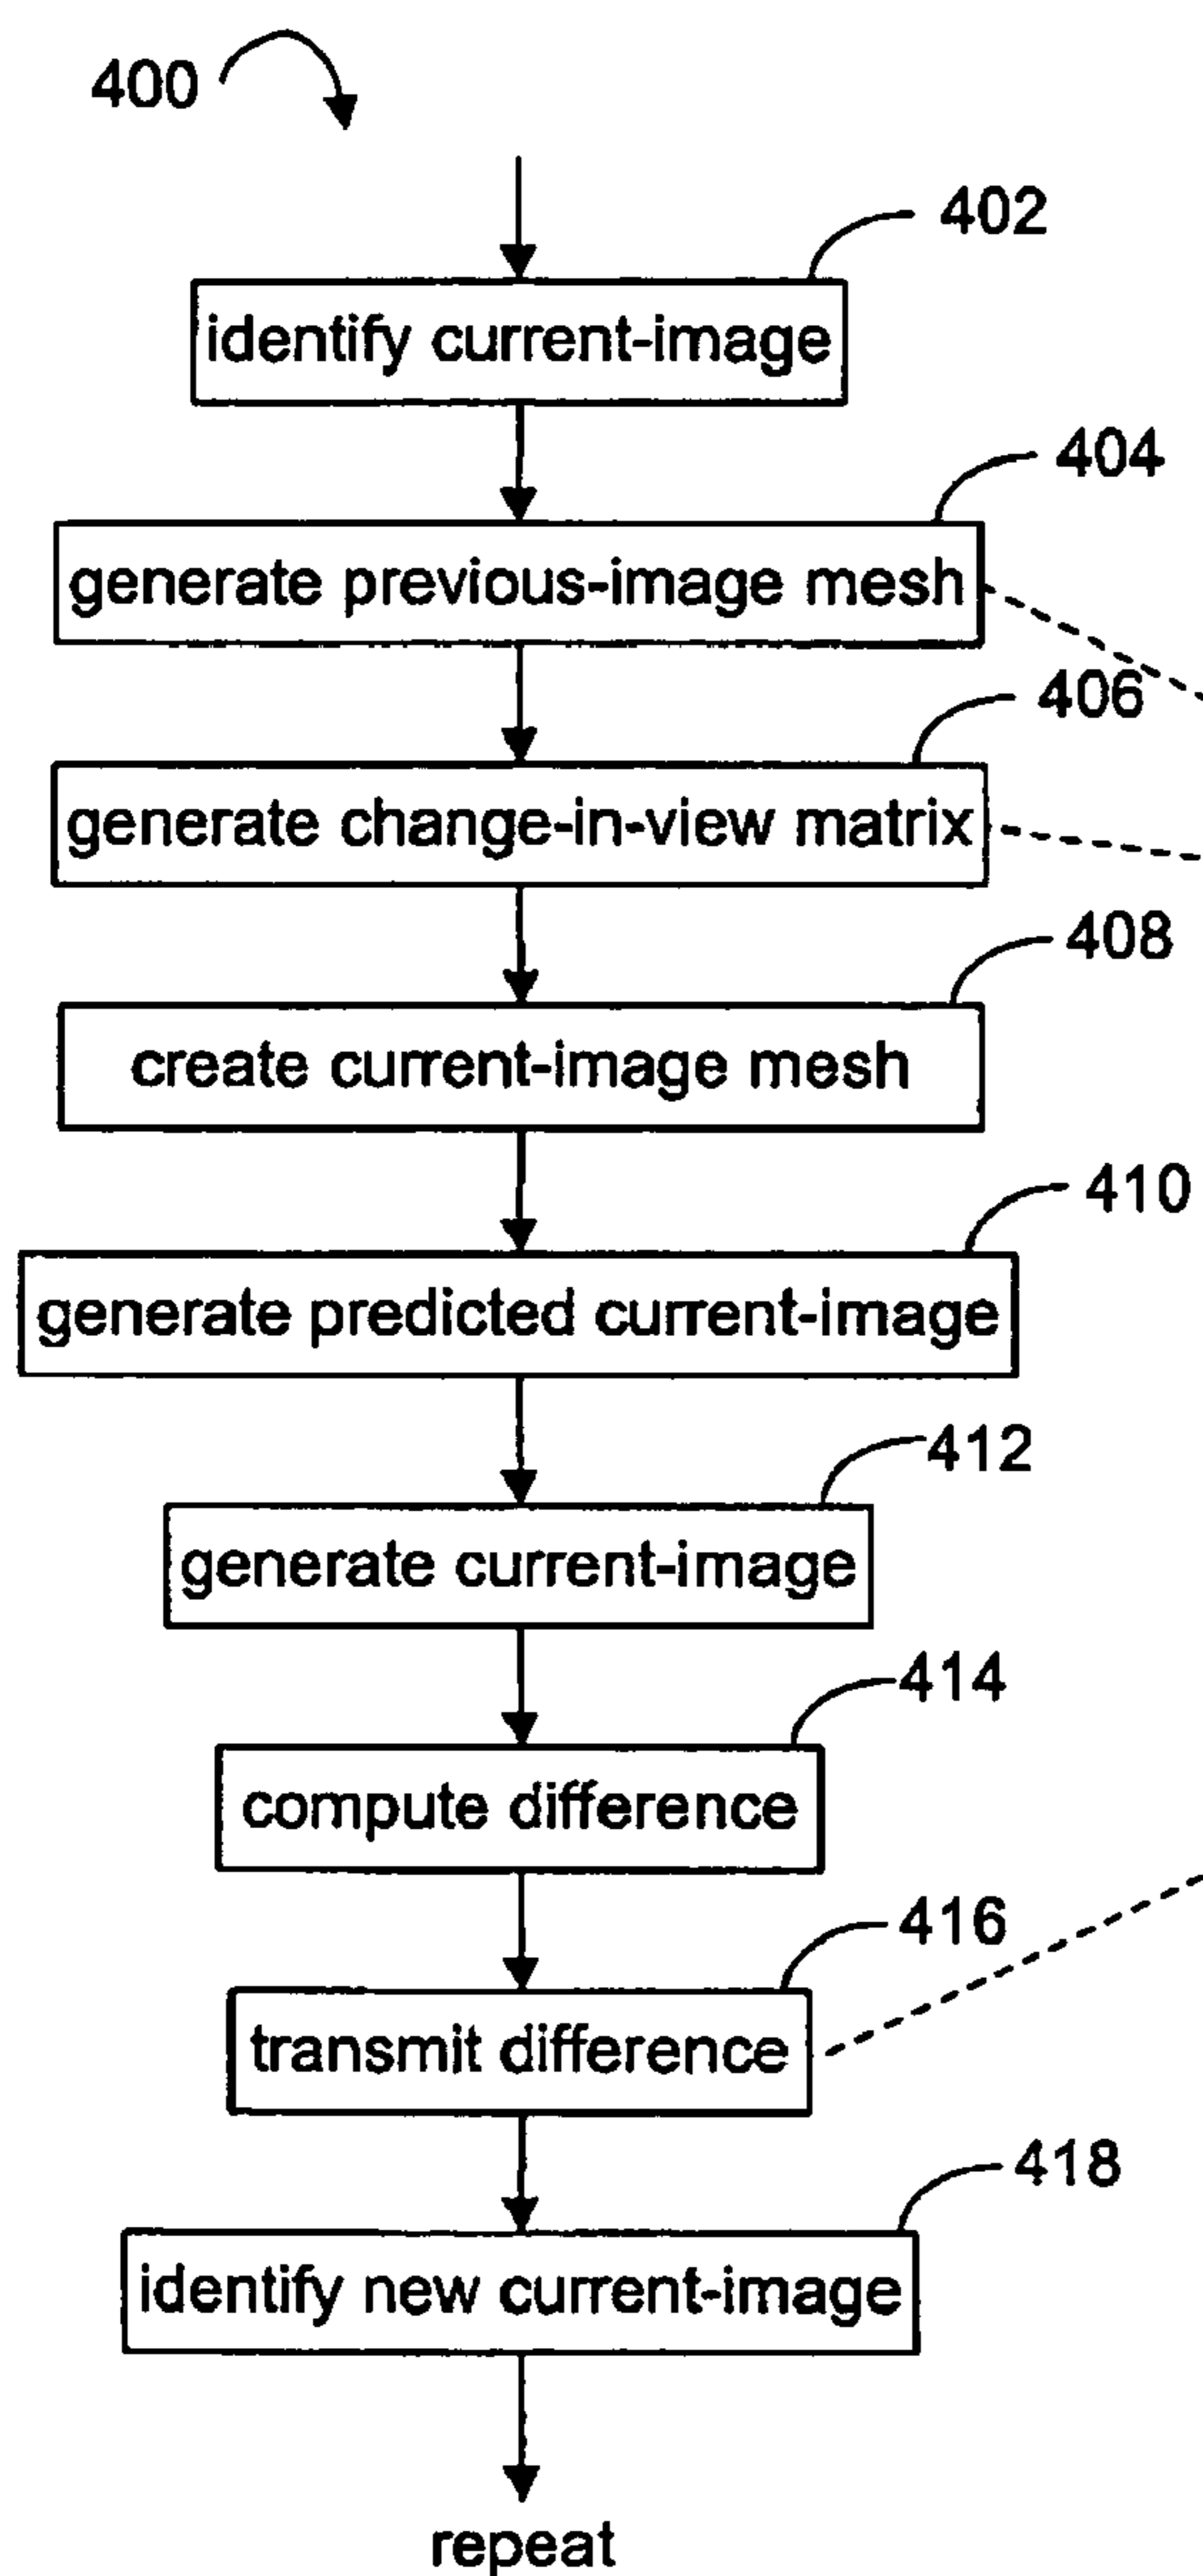 400
402
identify current-image
404
generate previous-image mesh
406
generate change-in-view matrix
408
create current-image mesh
410
generate predicted current-image
412
generate current-image
414
compute difference
416
transmit difference
418
identify new current-image
repeat